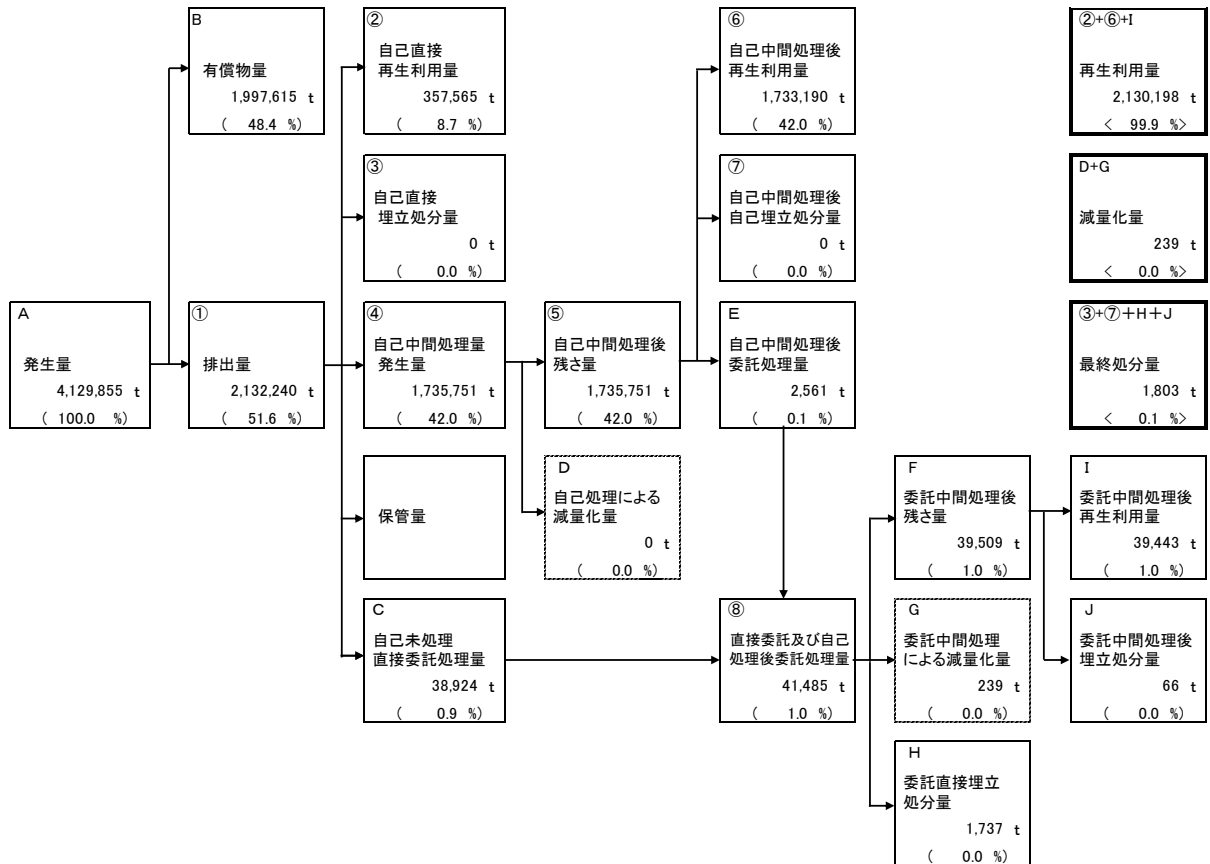 A
発生量
4,129,855 t
( 100.0 %)
B
有償物量
1,997,615 t
( 48.4 %)
①
排出量
2,132,240 t
( 51.6 %)
②
自己直接
再生利用量
357,565 t
( 8.7 %)
③
自己直接
埋立処分量
0 t
( 0.0 %)
④
自己中間処理量
発生量
1,735,751 t
( 42.0 %)
保管量
C
自己未処理
直接委託処理量
38,924 t
( 0.9 %)
⑤
自己中間処理後
残さ量
1,735,751 t
( 42.0 %)
D
自己処理による
減量化量
0 t
( 0.0 %)
⑥
自己中間処理後
再生利用量
1,733,190 t
( 42.0 %)
⑦
自己中間処理後
自己埋立処分量
0 t
( 0.0 %)
E
自己中間処理後
委託処理量
2,561 t
( 0.1 %)
⑧
直接委託及び自己
処理後委託処理量
41,485 t
( 1.0 %)
F
委託中間処理後
残さ量
39,509 t
( 1.0 %)
G
委託中間処理
による減量化量
239 t
( 0.0 %)
H
委託直接埋立
処分量
1,737 t
( 0.0 %)
②+⑥+I
再生利用量
2,130,198 t
< 99.9 %>
D+G
減量化量
239 t
< 0.0 %>
③+⑦+H+J
最終処分量
1,803 t
< 0.1 %>
I
委託中間処理後
再生利用量
39,443 t
( 1.0 %)
J
委託中間処理後
埋立処分量
66 t
( 0.0 %)